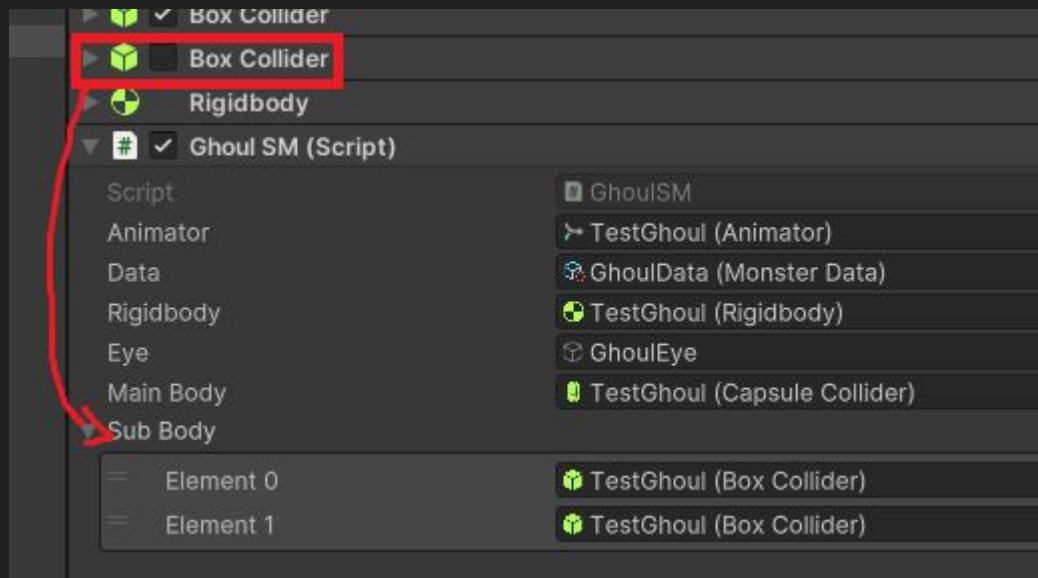 Box Collider
Box Collider
Rigidbody
# Ghoul SM (Script)
Script # GhoulSM
Animator TestGhoul (Animator)
Data GhoulData (Monster Data)
Rigidbody TestGhoul (Rigidbody)
Eye GhoulEye
Main Body TestGhoul (Capsule Collider)
Sub Body
Element 0 TestGhoul (Box Collider)
Element 1 TestGhoul (Box Collider)